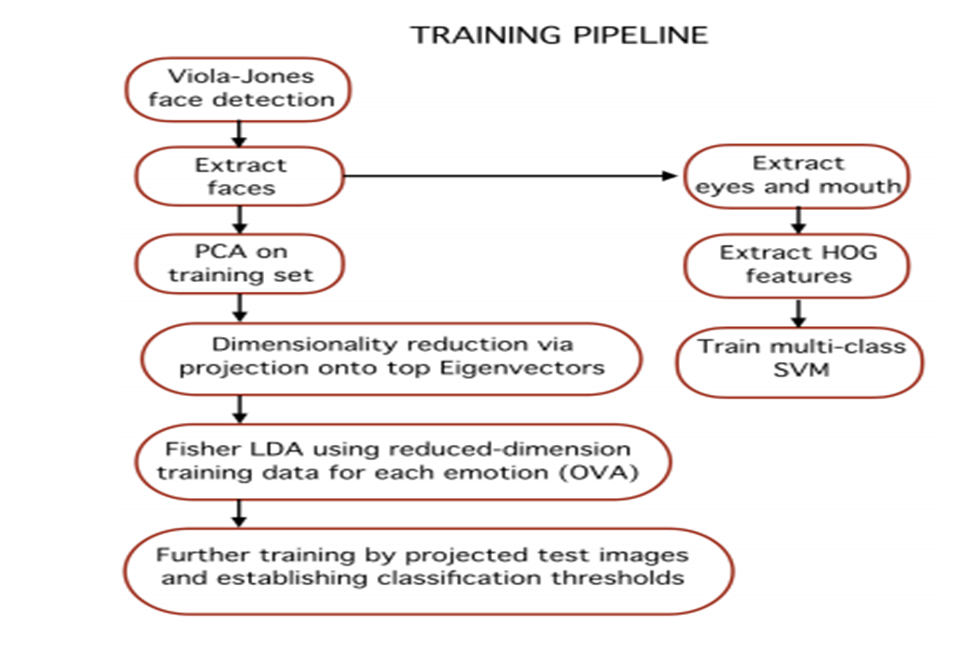 TRAINING PIPELINE
Viola-Jones
face detection
Extract
faces
Extract
eyes and mouth
PCA on
training set
Extract HOG
features
Dimensionality reduction via
projection onto top Eigenvectors
Train multi-class
SVM
Fisher LDA using reduced-dimension
training data for each emotion (OVA)
Further training by projected test images
and establishing classification thresholds